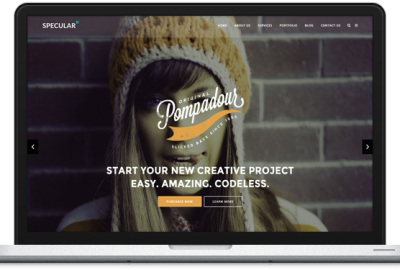 SPECULAR
HOME ABOUT US SERVICES PORTFOLIO BLOG CONTACT US
ORIGINAL
Pompadour
SLICKED BACK SINCE 1960
START YOUR NEW CREATIVE PROJECT
EASY. AMAZING. CODELESS.
PURCHASE NOW LEARN MORE